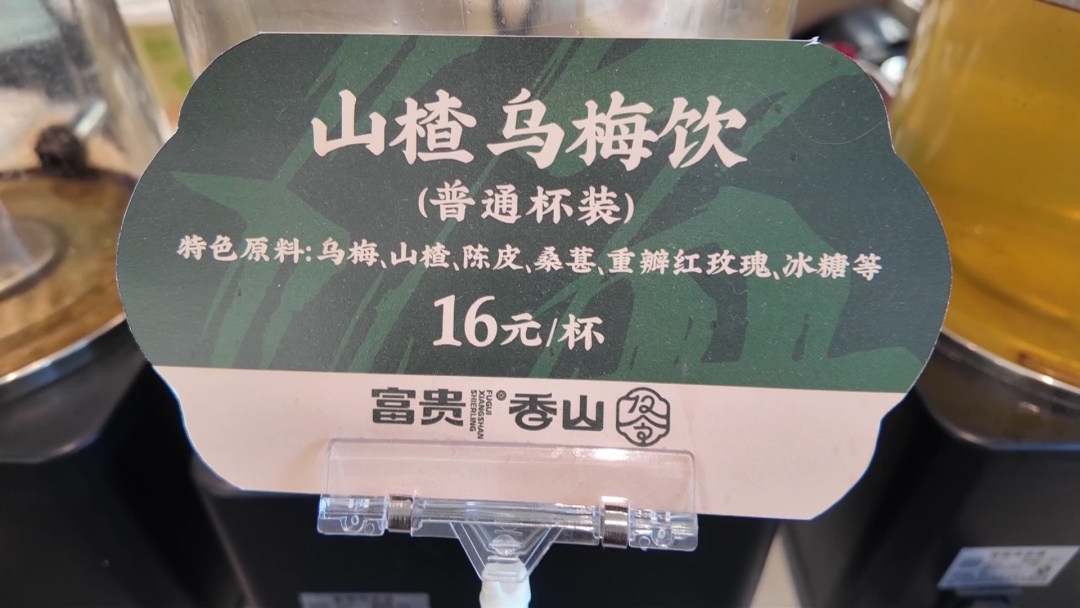 山楂乌梅饮
(普通杯装)
特色原料:乌梅、山楂、陈皮、桑葚、重瓣红玫瑰、冰糖等
16元/杯
富贵 FUGUI XIANGSHAN SHIERLING ® 香山